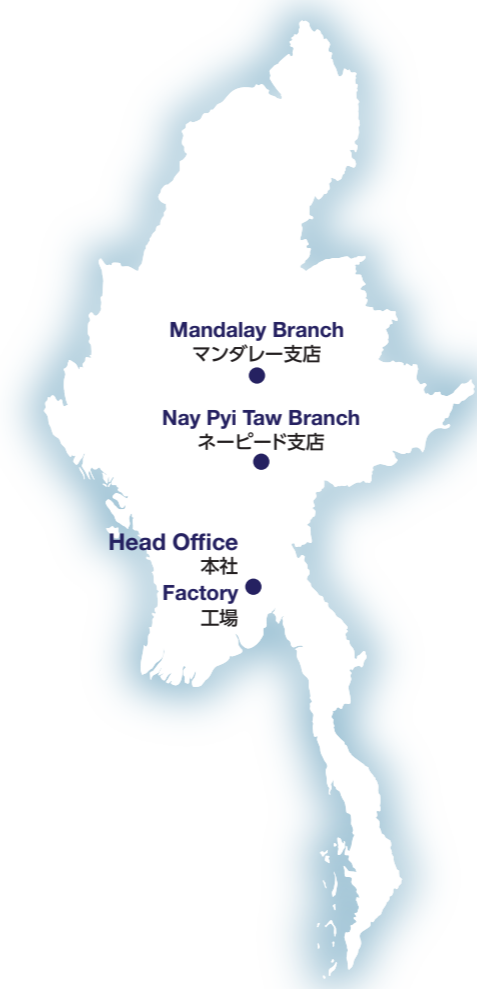 Mandalay Branch
マンダレー支店
Nay Pyi Taw Branch
ネーピード支店
Head Office
本社
Factory
工場